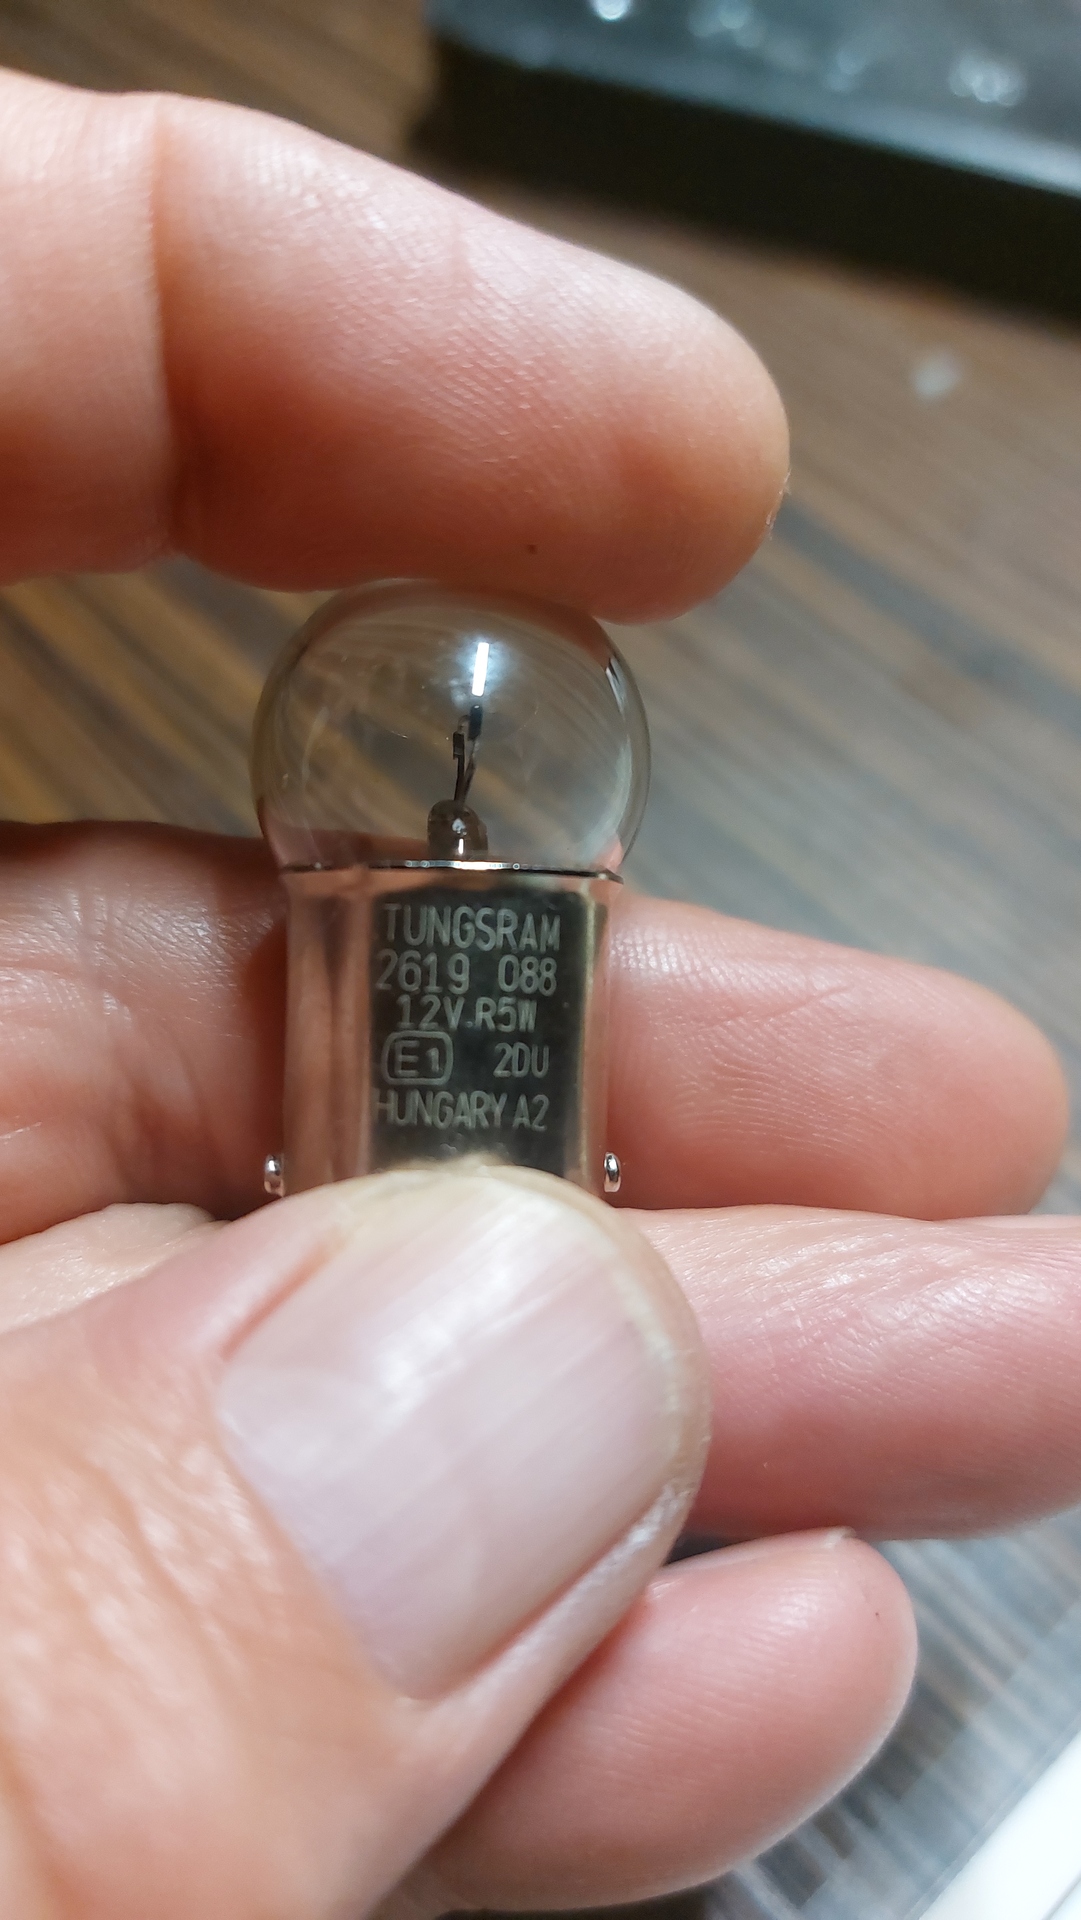 TUNGSRAM
2619 088
12V.R5W
E1 2DU
HUNGARY A2